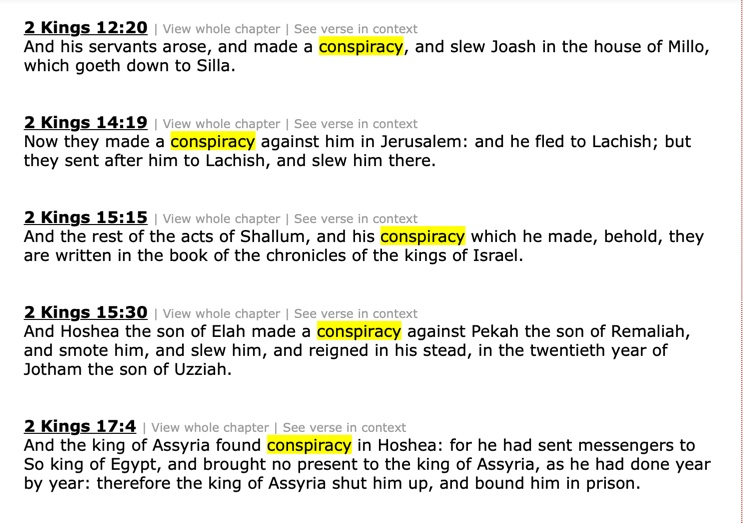 2 Kings 12:20 | View whole chapter | See verse in context
And his servants arose, and made a conspiracy, and slew Joash in the house of Millo,
which goeth down to Silla.
2 Kings 14:19 | View whole chapter | See verse in context
Now they made a conspiracy against him in Jerusalem: and he fled to Lachish; but
they sent after him to Lachish, and slew him there.
2 Kings 15:15 | View whole chapter | See verse in context
And the rest of the acts of Shallum, and his conspiracy which he made, behold, they
are written in the book of the chronicles of the kings of Israel.
2 Kings 15:30 | View whole chapter | See verse in context
And Hoshea the son of Elah made a conspiracy against Pekah the son of Remaliah,
and smote him, and slew him, and reigned in his stead, in the twentieth year of
Jotham the son of Uzziah.
2 Kings 17:4 | View whole chapter | See verse in context
And the king of Assyria found conspiracy in Hoshea: for he had sent messengers to
So king of Egypt, and brought no present to the king of Assyria, as he had done year
by year: therefore the king of Assyria shut him up, and bound him in prison.